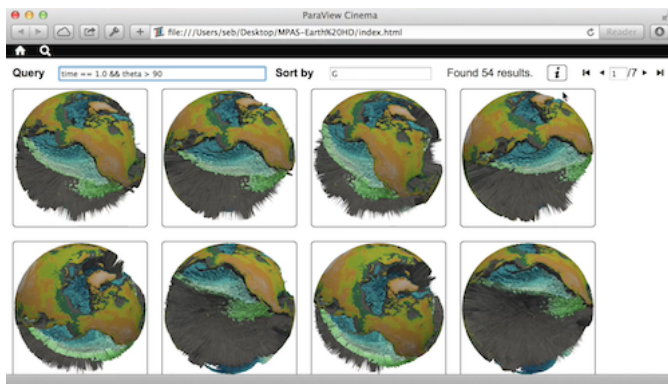 ParaView Cinema
file:///Users/seb/Desktop/MPAS-Earth%20HD/index.html
Reader
Query time == 1.0 && theta > 90 Sort by G Found 54 results. i 1 /7